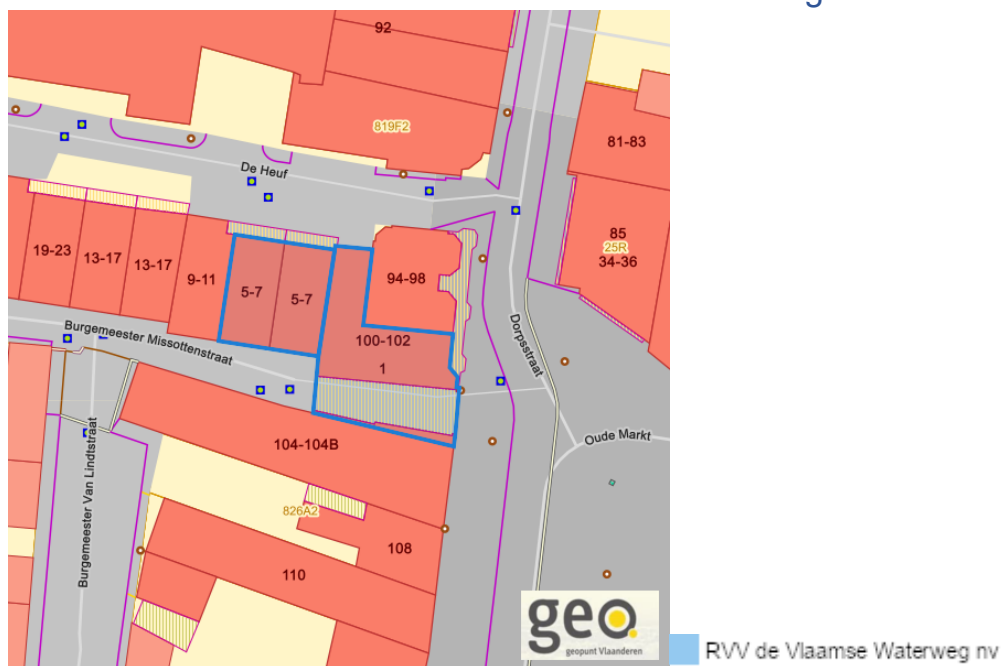 g
92
819F2
81-83
De Heuf
85
25R
34-36
19-23
13-17
13-17
9-11
5-7
5-7
94-98
100-102
1
Burgemeester Missottenstraat
Dorpsstraat
Oude Markt
104-104B
Burgemeester Van Lindtstraat
826A2
108
110
geo.
geopunt Vlaanderen
RVV de Vlaamse Waterweg nv